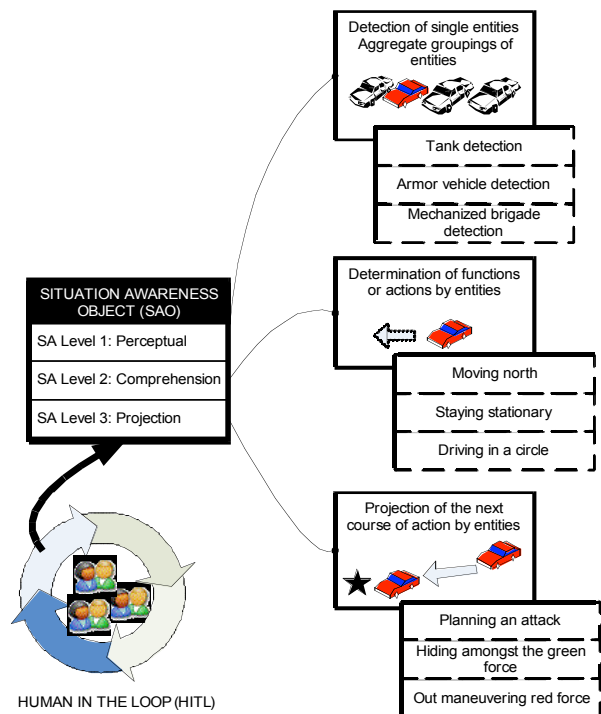 Detection of single entities
Aggregate groupings of
entities
Tank detection
Armor vehicle detection
Mechanized brigade
detection
SITUATION AWARENESS
OBJECT (SAO)
SA Level 1: Perceptual
SA Level 2: Comprehension
SA Level 3: Projection
Determination of functions
or actions by entities
Moving north
Staying stationary
Driving in a circle
Projection of the next
course of action by entities
Planning an attack
Hiding amongst the green
force
Out maneuvering red force
HUMAN IN THE LOOP (HITL)